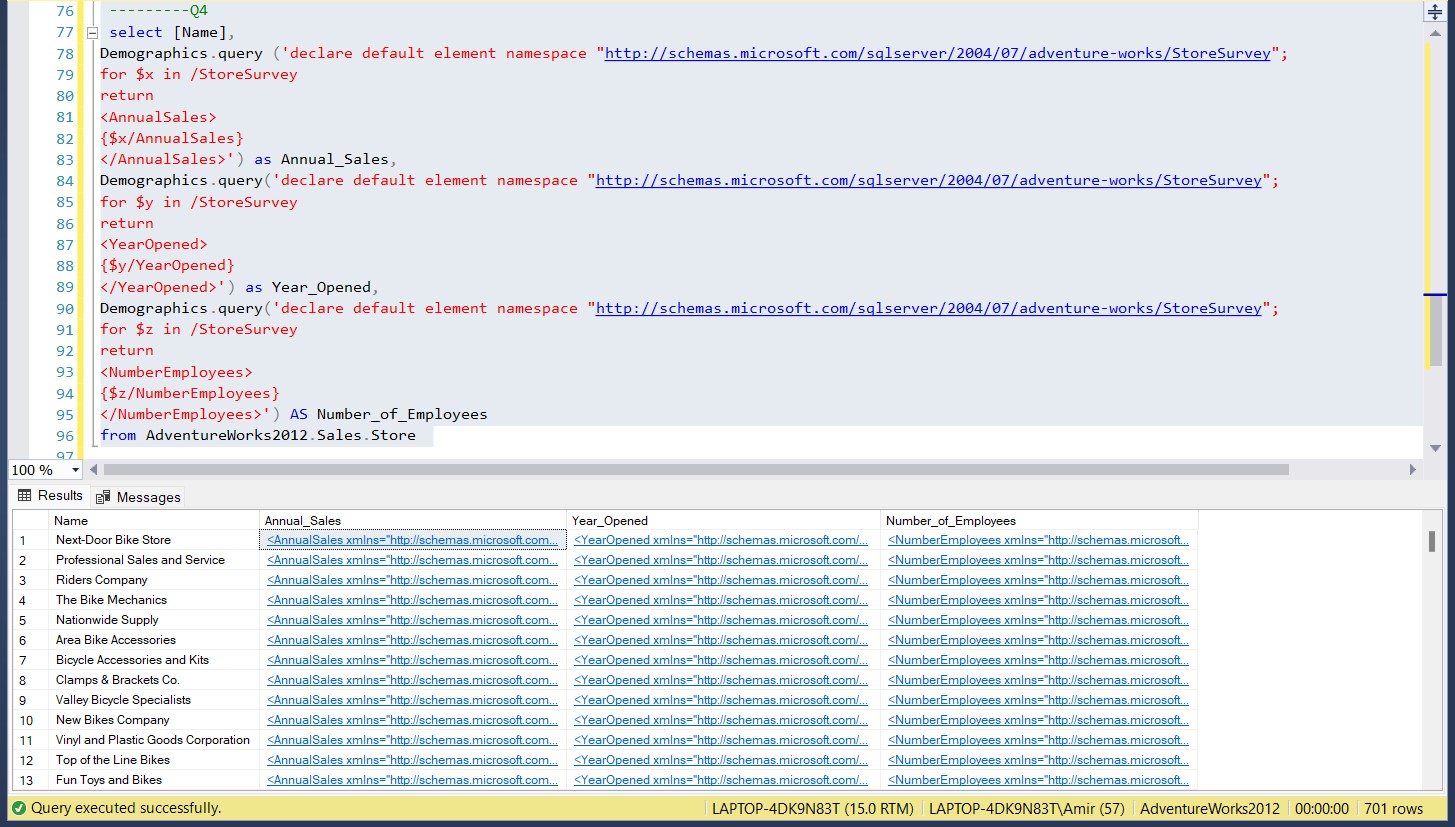 76 ---------Q4
77 select [Name],
78 Demographics.query ('declare default element namespace "http://schemas.microsoft.com/sqlserver/2004/07/adventure-works/StoreSurvey";
79 for $x in /StoreSurvey
80 return
81 <AnnualSales>
82 {$x/AnnualSales}
83 </AnnualSales>') as Annual_Sales,
84 Demographics.query('declare default element namespace "http://schemas.microsoft.com/sqlserver/2004/07/adventure-works/StoreSurvey";
85 for $y in /StoreSurvey
86 return
87 <YearOpened>
88 {$y/YearOpened}
89 </YearOpened>') as Year_Opened,
90 Demographics.query('declare default element namespace "http://schemas.microsoft.com/sqlserver/2004/07/adventure-works/StoreSurvey";
91 for $z in /StoreSurvey
92 return
93 <NumberEmployees>
94 {$z/NumberEmployees}
95 </NumberEmployees>') AS Number_of_Employees
96 from AdventureWorks2012.Sales.Store
97
100 %
Results Messages
Name Annual_Sales Year_Opened Number_of_Employees
1 Next-Door Bike Store <AnnualSales xmlns="http://schemas.microsoft.com... <YearOpened xmlns="http://schemas.microsoft.com/... <NumberEmployees xmlns="http://schemas.microsoft...
2 Professional Sales and Service <AnnualSales xmlns="http://schemas.microsoft.com... <YearOpened xmlns="http://schemas.microsoft.com/... <NumberEmployees xmlns="http://schemas.microsoft...
3 Riders Company <AnnualSales xmlns="http://schemas.microsoft.com... <YearOpened xmlns="http://schemas.microsoft.com/... <NumberEmployees xmlns="http://schemas.microsoft...
4 The Bike Mechanics <AnnualSales xmlns="http://schemas.microsoft.com... <YearOpened xmlns="http://schemas.microsoft.com/... <NumberEmployees xmlns="http://schemas.microsoft...
5 Nationwide Supply <AnnualSales xmlns="http://schemas.microsoft.com... <YearOpened xmlns="http://schemas.microsoft.com/... <NumberEmployees xmlns="http://schemas.microsoft...
6 Area Bike Accessories <AnnualSales xmlns="http://schemas.microsoft.com... <YearOpened xmlns="http://schemas.microsoft.com/... <NumberEmployees xmlns="http://schemas.microsoft...
7 Bicycle Accessories and Kits <AnnualSales xmlns="http://schemas.microsoft.com... <YearOpened xmlns="http://schemas.microsoft.com/... <NumberEmployees xmlns="http://schemas.microsoft...
8 Clamps & Brackets Co. <AnnualSales xmlns="http://schemas.microsoft.com... <YearOpened xmlns="http://schemas.microsoft.com/... <NumberEmployees xmlns="http://schemas.microsoft...
9 Valley Bicycle Specialists <AnnualSales xmlns="http://schemas.microsoft.com... <YearOpened xmlns="http://schemas.microsoft.com/... <NumberEmployees xmlns="http://schemas.microsoft...
10 New Bikes Company <AnnualSales xmlns="http://schemas.microsoft.com... <YearOpened xmlns="http://schemas.microsoft.com/... <NumberEmployees xmlns="http://schemas.microsoft...
11 Vinyl and Plastic Goods Corporation <AnnualSales xmlns="http://schemas.microsoft.com... <YearOpened xmlns="http://schemas.microsoft.com/... <NumberEmployees xmlns="http://schemas.microsoft...
12 Top of the Line Bikes <AnnualSales xmlns="http://schemas.microsoft.com... <YearOpened xmlns="http://schemas.microsoft.com/... <NumberEmployees xmlns="http://schemas.microsoft...
13 Fun Toys and Bikes <AnnualSales xmlns="http://schemas.microsoft.com... <YearOpened xmlns="http://schemas.microsoft.com/... <NumberEmployees xmlns="http://schemas.microsoft...
Query executed successfully. LAPTOP-4DK9N83T (15.0 RTM) LAPTOP-4DK9N83T\Amir (57) AdventureWorks2012 00:00:00 701 rows